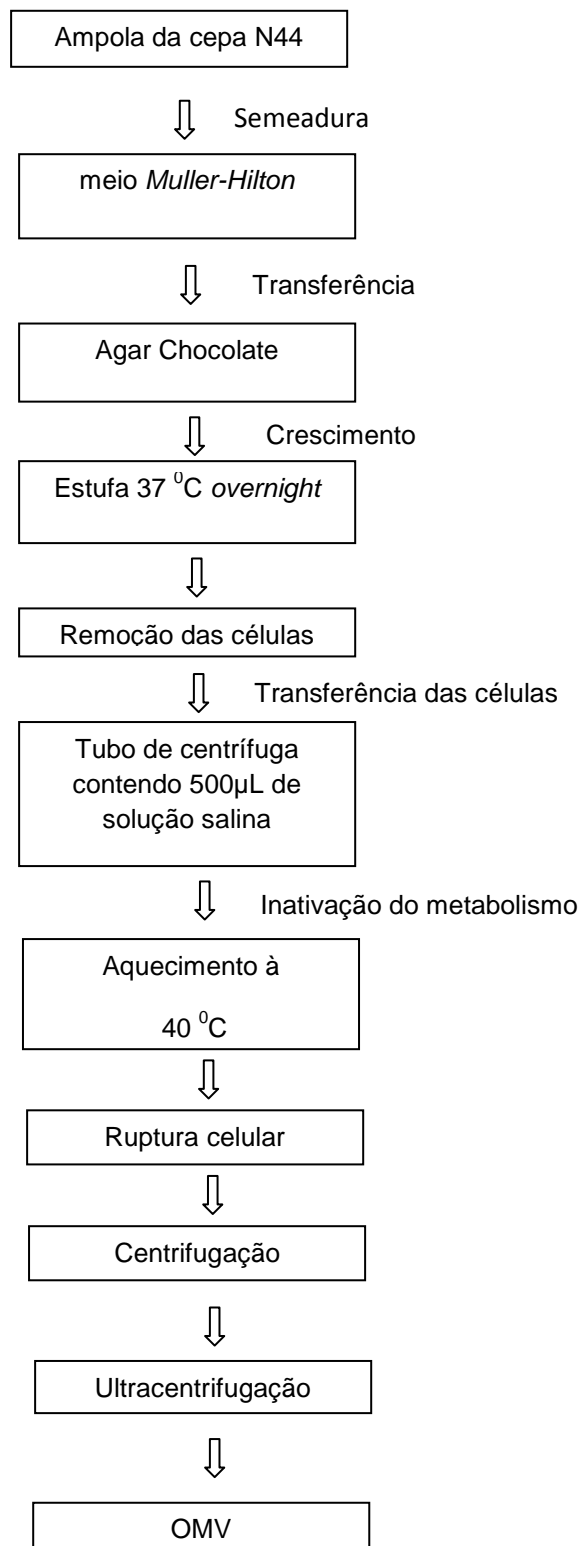 Ampola da cepa N44
Semeadura
meio Muller-Hilton
Transferência
Agar Chocolate
Crescimento
Estufa 37 ⁰C overnight
Remoção das células
Transferência das células
Tubo de centrífuga
contendo 500µL de
solução salina
Inativação do metabolismo
Aquecimento à
40 ⁰C
Ruptura celular
Centrifugação
Ultracentrifugação
OMV